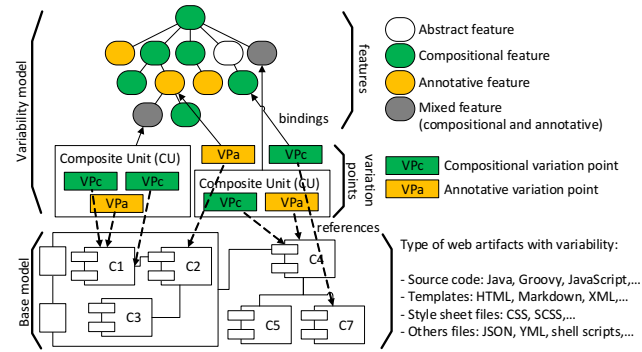 Variability model
features
Abstract feature
Compositional feature
Annotative feature
Mixed feature
(compositional and annotative)
bindings
Composite Unit (CU)
VPc
VPc
VPa
VPa
VPc
Composite Unit (CU)
VPc
VPa
variation
points
VPc
Compositional variation point
VPa
Annotative variation point
references
Base model
C1
C2
C3
C4
C5
C7
Type of web artifacts with variability:
- Source code: Java, Groovy, JavaScript,...
- Templates: HTML, Markdown, XML,...
- Style sheet files: CSS, SCSS,...
- Others files: JSON, YML, shell scripts,...